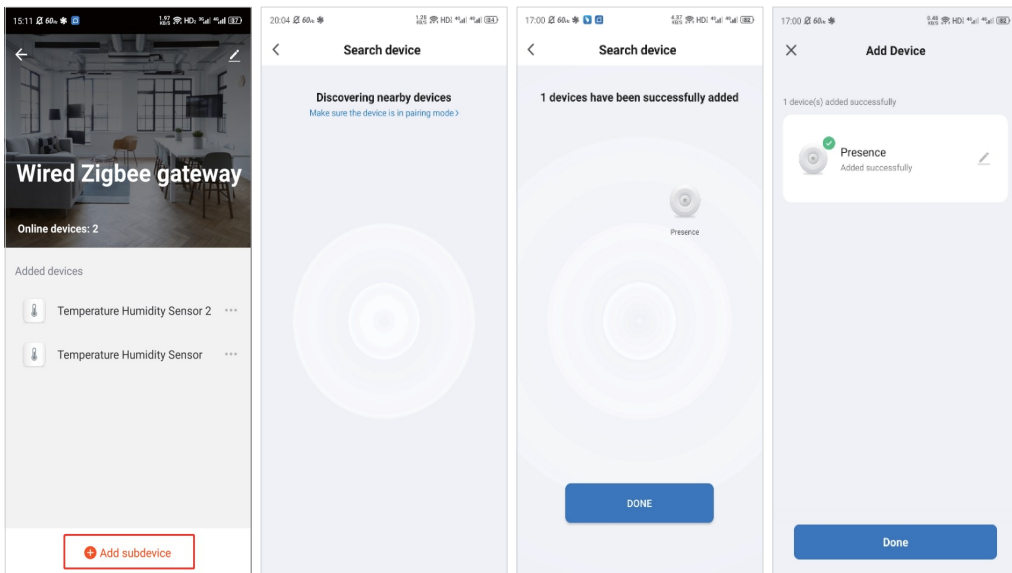 15:11
Wired Zigbee gateway
Online devices: 2
Added devices
Temperature Humidity Sensor 2
Temperature Humidity Sensor
Add subdevice
20:04
Search device
Discovering nearby devices
Make sure the device is in pairing mode >
17:00
Search device
1 devices have been successfully added
Presence
DONE
17:00
Add Device
1 device(s) added successfully
Presence
Added successfully
Done